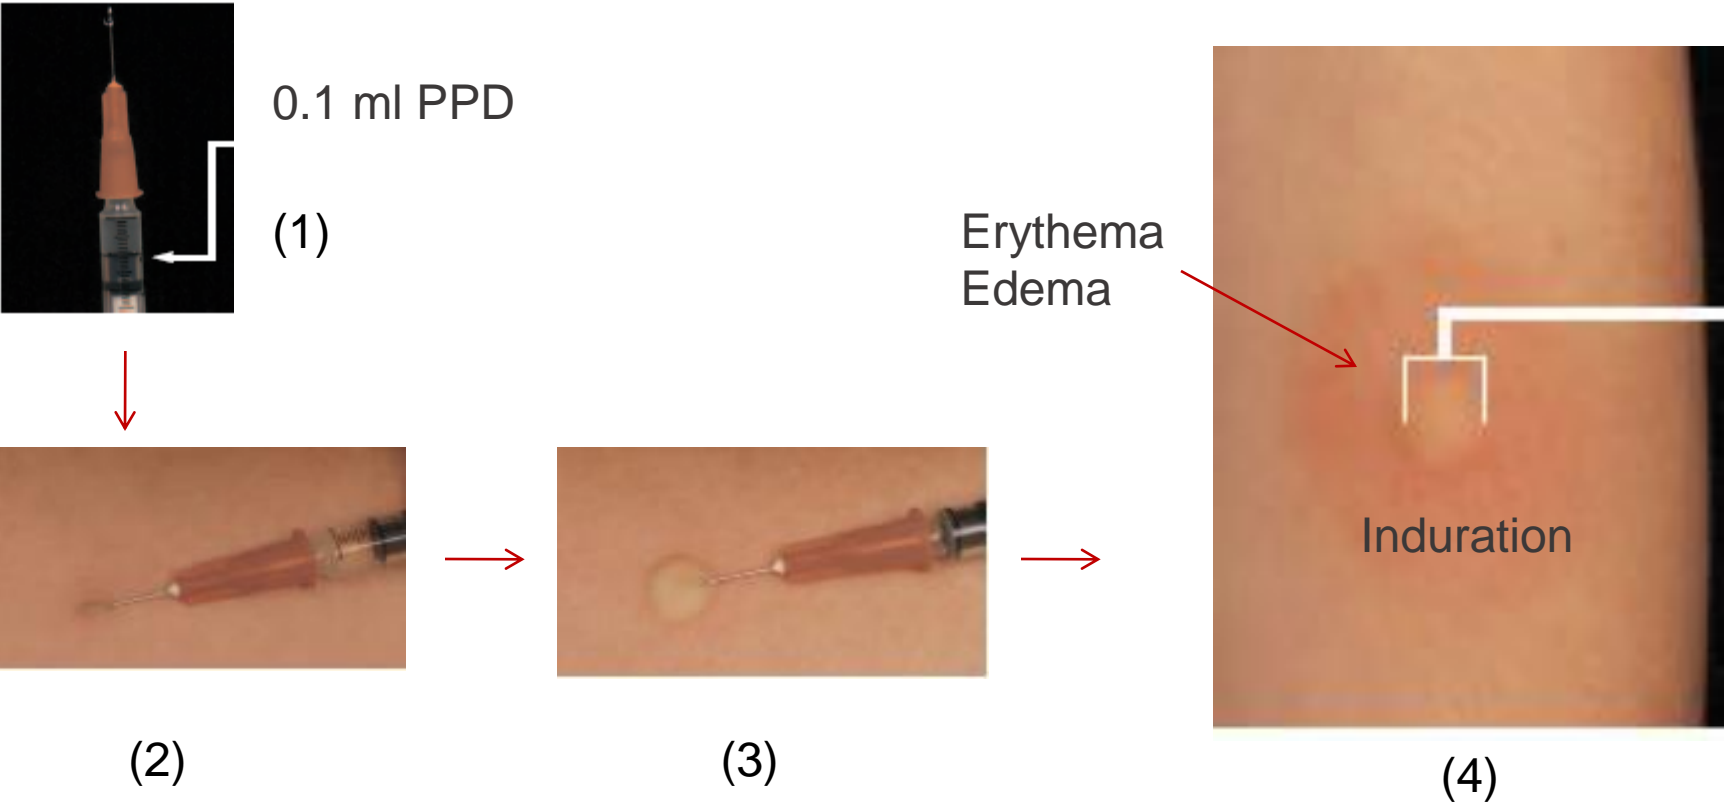 0.1 ml PPD
(1)
Erythema
Edema
Induration
(2)
(3)
(4)